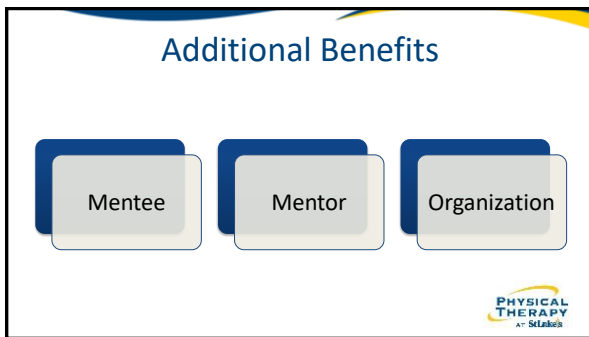 Additional Benefits
Mentee
Mentor
Organization
PHYSICAL
THERAPY
AT St Luke's